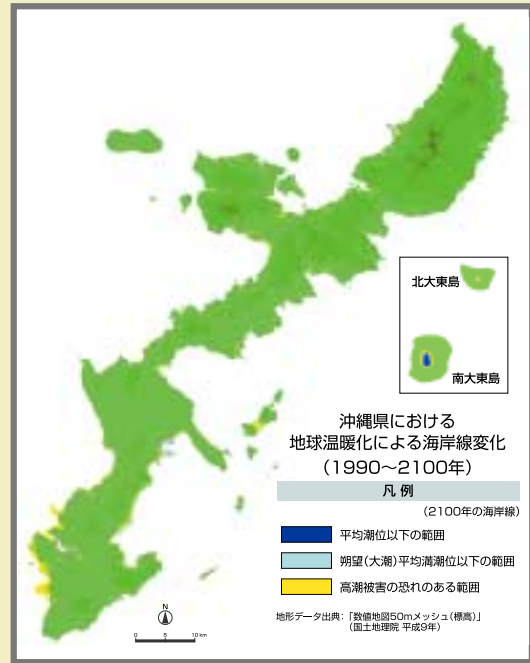 北大東島
南大東島
沖縄県における
地球温暖化による海岸線変化
（1990〜2100年）
凡 例
（2100年の海岸線）
平均潮位以下の範囲
朔望（大潮）平均満潮位以下の範囲
高潮被害の恐れのある範囲
地形データ出典：「数値地図50mメッシュ（標高）」
（国土地理院 平成9年）
N
0 5 10 km